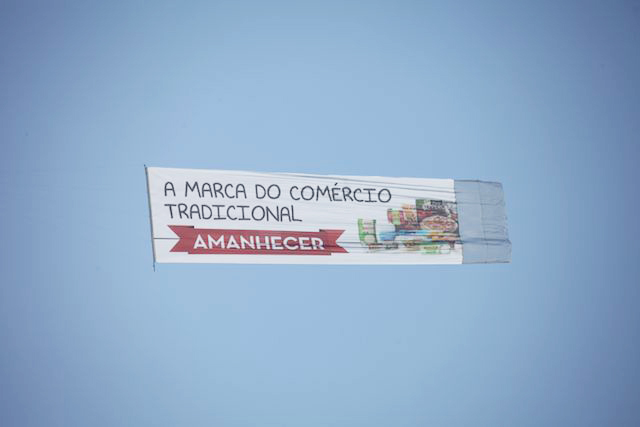 A MARCA DO COMÉRCIO
TRADICIONAL
AMANHECER